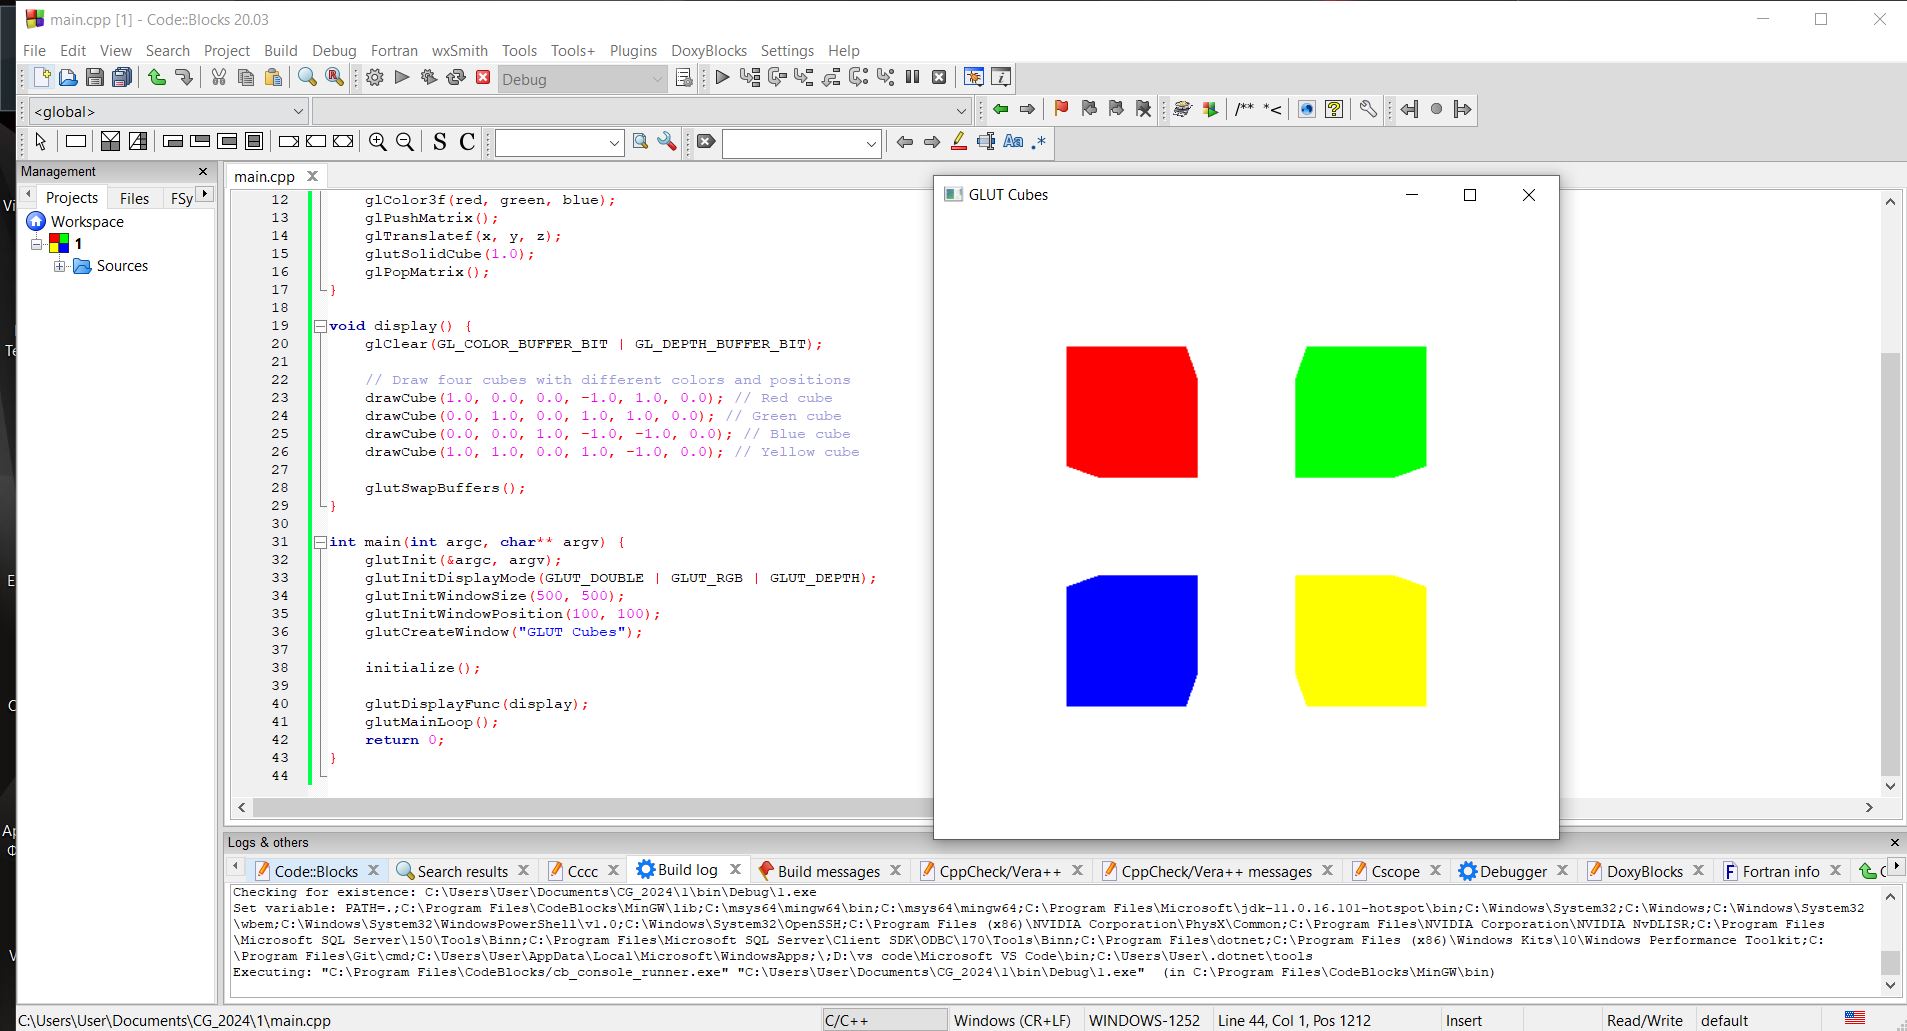 main.cpp [1] - Code::Blocks 20.03
File Edit View Search Project Build Debug Fortran wxSmith Tools Tools+ Plugins DoxyBlocks Settings Help
Debug
<global> /** *<
S C Aa .*
Management
Projects Files FSy
Workspace
1
Sources
main.cpp
12 glColor3f(red, green, blue);
13 glPushMatrix();
14 glTranslatef(x, y, z);
15 glutSolidCube(1.0);
16 glPopMatrix();
17 }
18
19 void display() {
20 glClear(GL_COLOR_BUFFER_BIT | GL_DEPTH_BUFFER_BIT);
21
22 // Draw four cubes with different colors and positions
23 drawCube(1.0, 0.0, 0.0, -1.0, 1.0, 0.0); // Red cube
24 drawCube(0.0, 1.0, 0.0, 1.0, 1.0, 0.0); // Green cube
25 drawCube(0.0, 0.0, 1.0, -1.0, -1.0, 0.0); // Blue cube
26 drawCube(1.0, 1.0, 0.0, 1.0, -1.0, 0.0); // Yellow cube
27
28 glutSwapBuffers();
29 }
30
31 int main(int argc, char** argv) {
32 glutInit(&argc, argv);
33 glutInitDisplayMode(GLUT_DOUBLE | GLUT_RGB | GLUT_DEPTH);
34 glutInitWindowSize(500, 500);
35 glutInitWindowPosition(100, 100);
36 glutCreateWindow("GLUT Cubes");
37
38 initialize();
39
40 glutDisplayFunc(display);
41 glutMainLoop();
42 return 0;
43 }
44
GLUT Cubes
Logs & others
Code::Blocks Search results Cccc Build log Build messages CppCheck/Vera++ CppCheck/Vera++ messages Cscope Debugger DoxyBlocks Fortran info
Checking for existence: C:\Users\User\Documents\CG_2024\1\bin\Debug\1.exe
Set variable: PATH=.;C:\Program Files\CodeBlocks\MinGW\lib;C:\msys64\mingw64\bin;C:\msys64\mingw64;C:\Program Files\Microsoft\jdk-11.0.16.101-hotspot\bin;C:\Windows\System32;C:\Windows;C:\Windows\System32
\wbem;C:\Windows\System32\WindowsPowerShell\v1.0;C:\Windows\System32\OpenSSH;C:\Program Files (x86)\NVIDIA Corporation\PhysX\Common;C:\Program Files\NVIDIA Corporation\NVIDIA NvDLISR;C:\Program Files
\Microsoft SQL Server\150\Tools\Binn;C:\Program Files\Microsoft SQL Server\Client SDK\ODBC\170\Tools\Binn;C:\Program Files\dotnet;C:\Program Files (x86)\Windows Kits\10\Windows Performance Toolkit;C:
\Program Files\Git\cmd;C:\Users\User\AppData\Local\Microsoft\WindowsApps;\;D:\vs code\Microsoft VS Code\bin;C:\Users\User\.dotnet\tools
Executing: "C:\Program Files\CodeBlocks/cb_console_runner.exe" "C:\Users\User\Documents\CG_2024\1\bin\Debug\1.exe" (in C:\Program Files\CodeBlocks\MinGW\bin)
C:\Users\User\Documents\CG_2024\1\main.cpp C/C++ Windows (CR+LF) WINDOWS-1252 Line 44, Col 1, Pos 1212 Insert Read/Write default